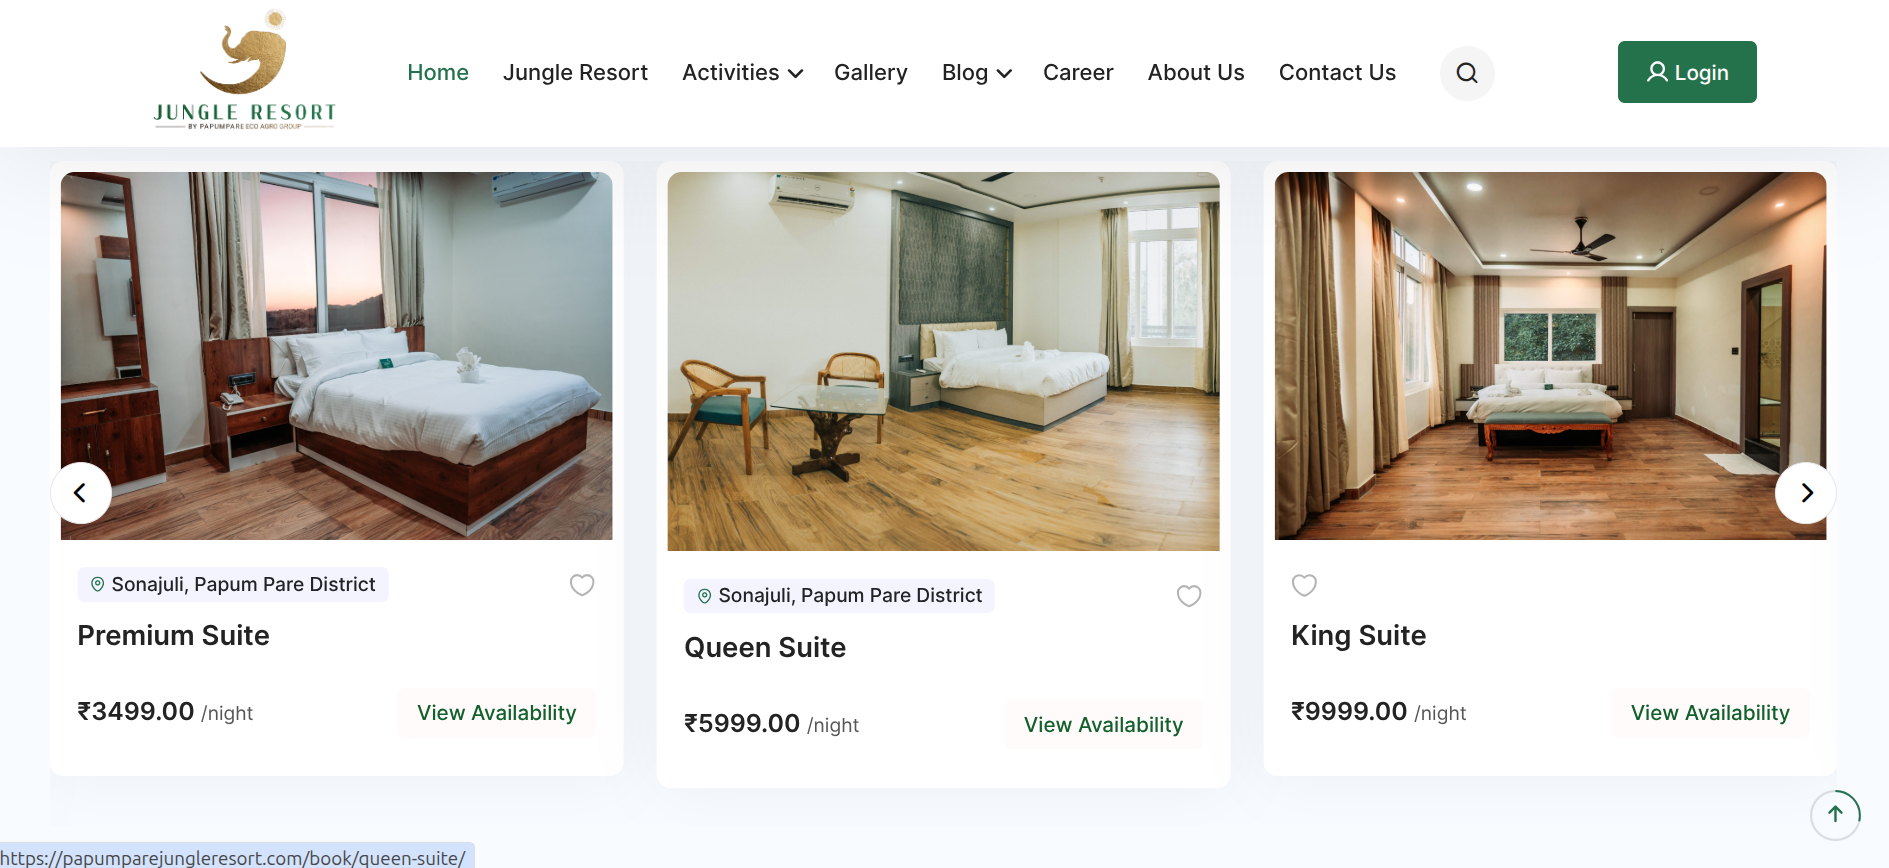 JUNGLE RESORT
BY PAPUMPARE ECO AGRO GROUP
Home Jungle Resort Activities Gallery Blog Career About Us Contact Us Login
Sonajuli, Papum Pare District
Premium Suite
₹3499.00 /night View Availability
Sonajuli, Papum Pare District
Queen Suite
₹5999.00 /night View Availability
King Suite
₹9999.00 /night View Availability
https://papumparejungleresort.com/book/queen-suite/